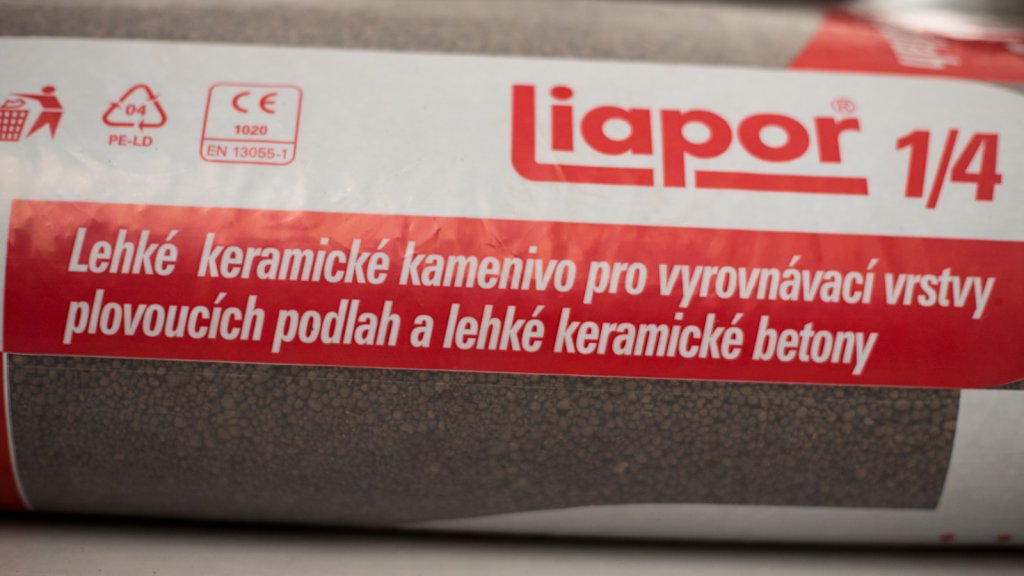 04
PE-LD
CE
1020
EN 13055-1
Liapor® 1/4
Lehké keramické kamenivo pro vyrovnávací vrstvy
plovoucích podlah a lehké keramické betony